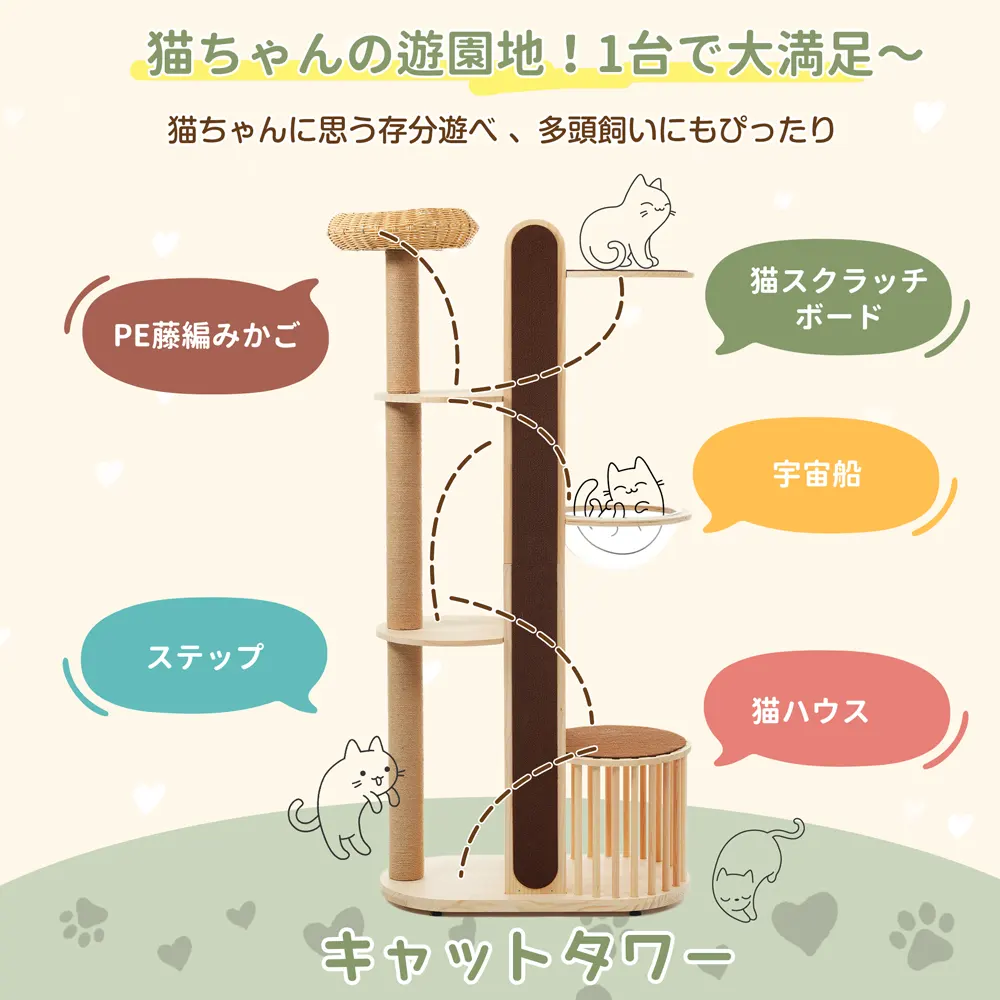 猫ちゃんの遊園地！1台で大満足～
猫ちゃんに思う存分遊べ 、多頭飼いにもぴったり
PE藤編みかご
猫スクラッチ
ボード
宇宙船
ステップ
猫ハウス
キャットタワー